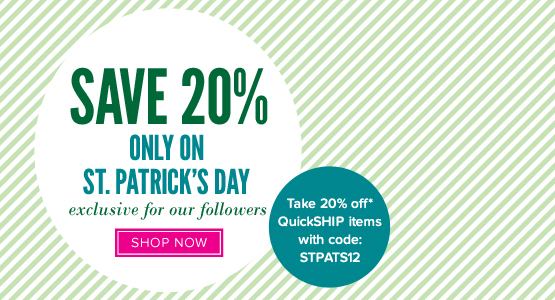 SAVE 20%
ONLY ON
ST. PATRICK'S DAY
exclusive for our followers
SHOP NOW
Take 20% off*
QuickSHIP items
with code:
STPATS12